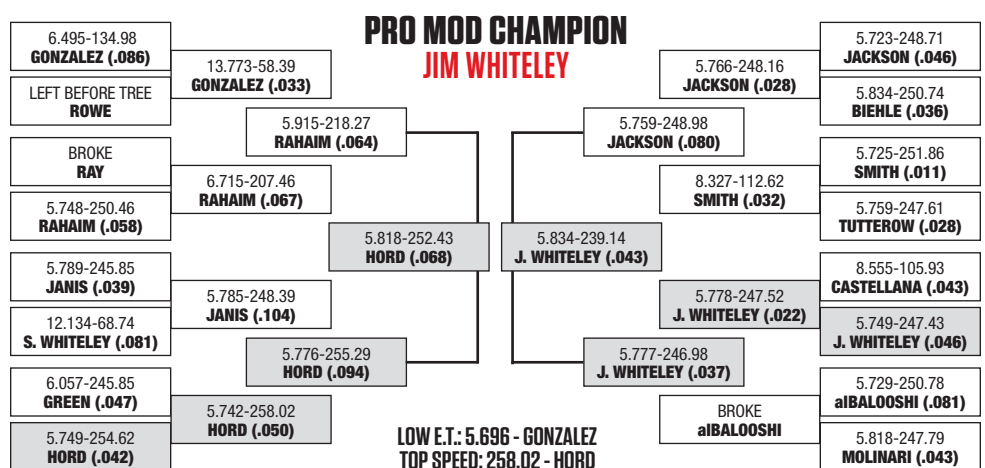 PRO MOD CHAMPION
JIM WHITELEY
6.495-134.98
GONZALEZ (.086)
LEFT BEFORE TREE
ROWE
BROKE
RAY
5.748-250.46
RAHAIM (.058)
5.789-245.85
JANIS (.039)
12.134-68.74
S. WHITELEY (.081)
6.057-245.85
GREEN (.047)
5.749-254.62
HORD (.042)
13.773-58.39
GONZALEZ (.033)
6.715-207.46
RAHAIM (.067)
5.785-248.39
JANIS (.104)
5.742-258.02
HORD (.050)
5.915-218.27
RAHAIM (.064)
5.776-255.29
HORD (.094)
5.818-252.43
HORD (.068)
5.834-239.14
J. WHITELEY (.043)
5.759-248.98
JACKSON (.080)
5.777-246.98
J. WHITELEY (.037)
5.766-248.16
JACKSON (.028)
8.327-112.62
SMITH (.032)
5.778-247.52
J. WHITELEY (.022)
BROKE
alBALOOSHI
5.723-248.71
JACKSON (.046)
5.834-250.74
BIEHLE (.036)
5.725-251.86
SMITH (.011)
5.759-247.61
TUTTEROW (.028)
8.555-105.93
CASTELLANA (.043)
5.749-247.43
J. WHITELEY (.046)
5.729-250.78
alBALOOSHI (.081)
5.818-247.79
MOLINARI (.043)
LOW E.T.: 5.696 - GONZALEZ
TOP SPEED: 258.02 - HORD